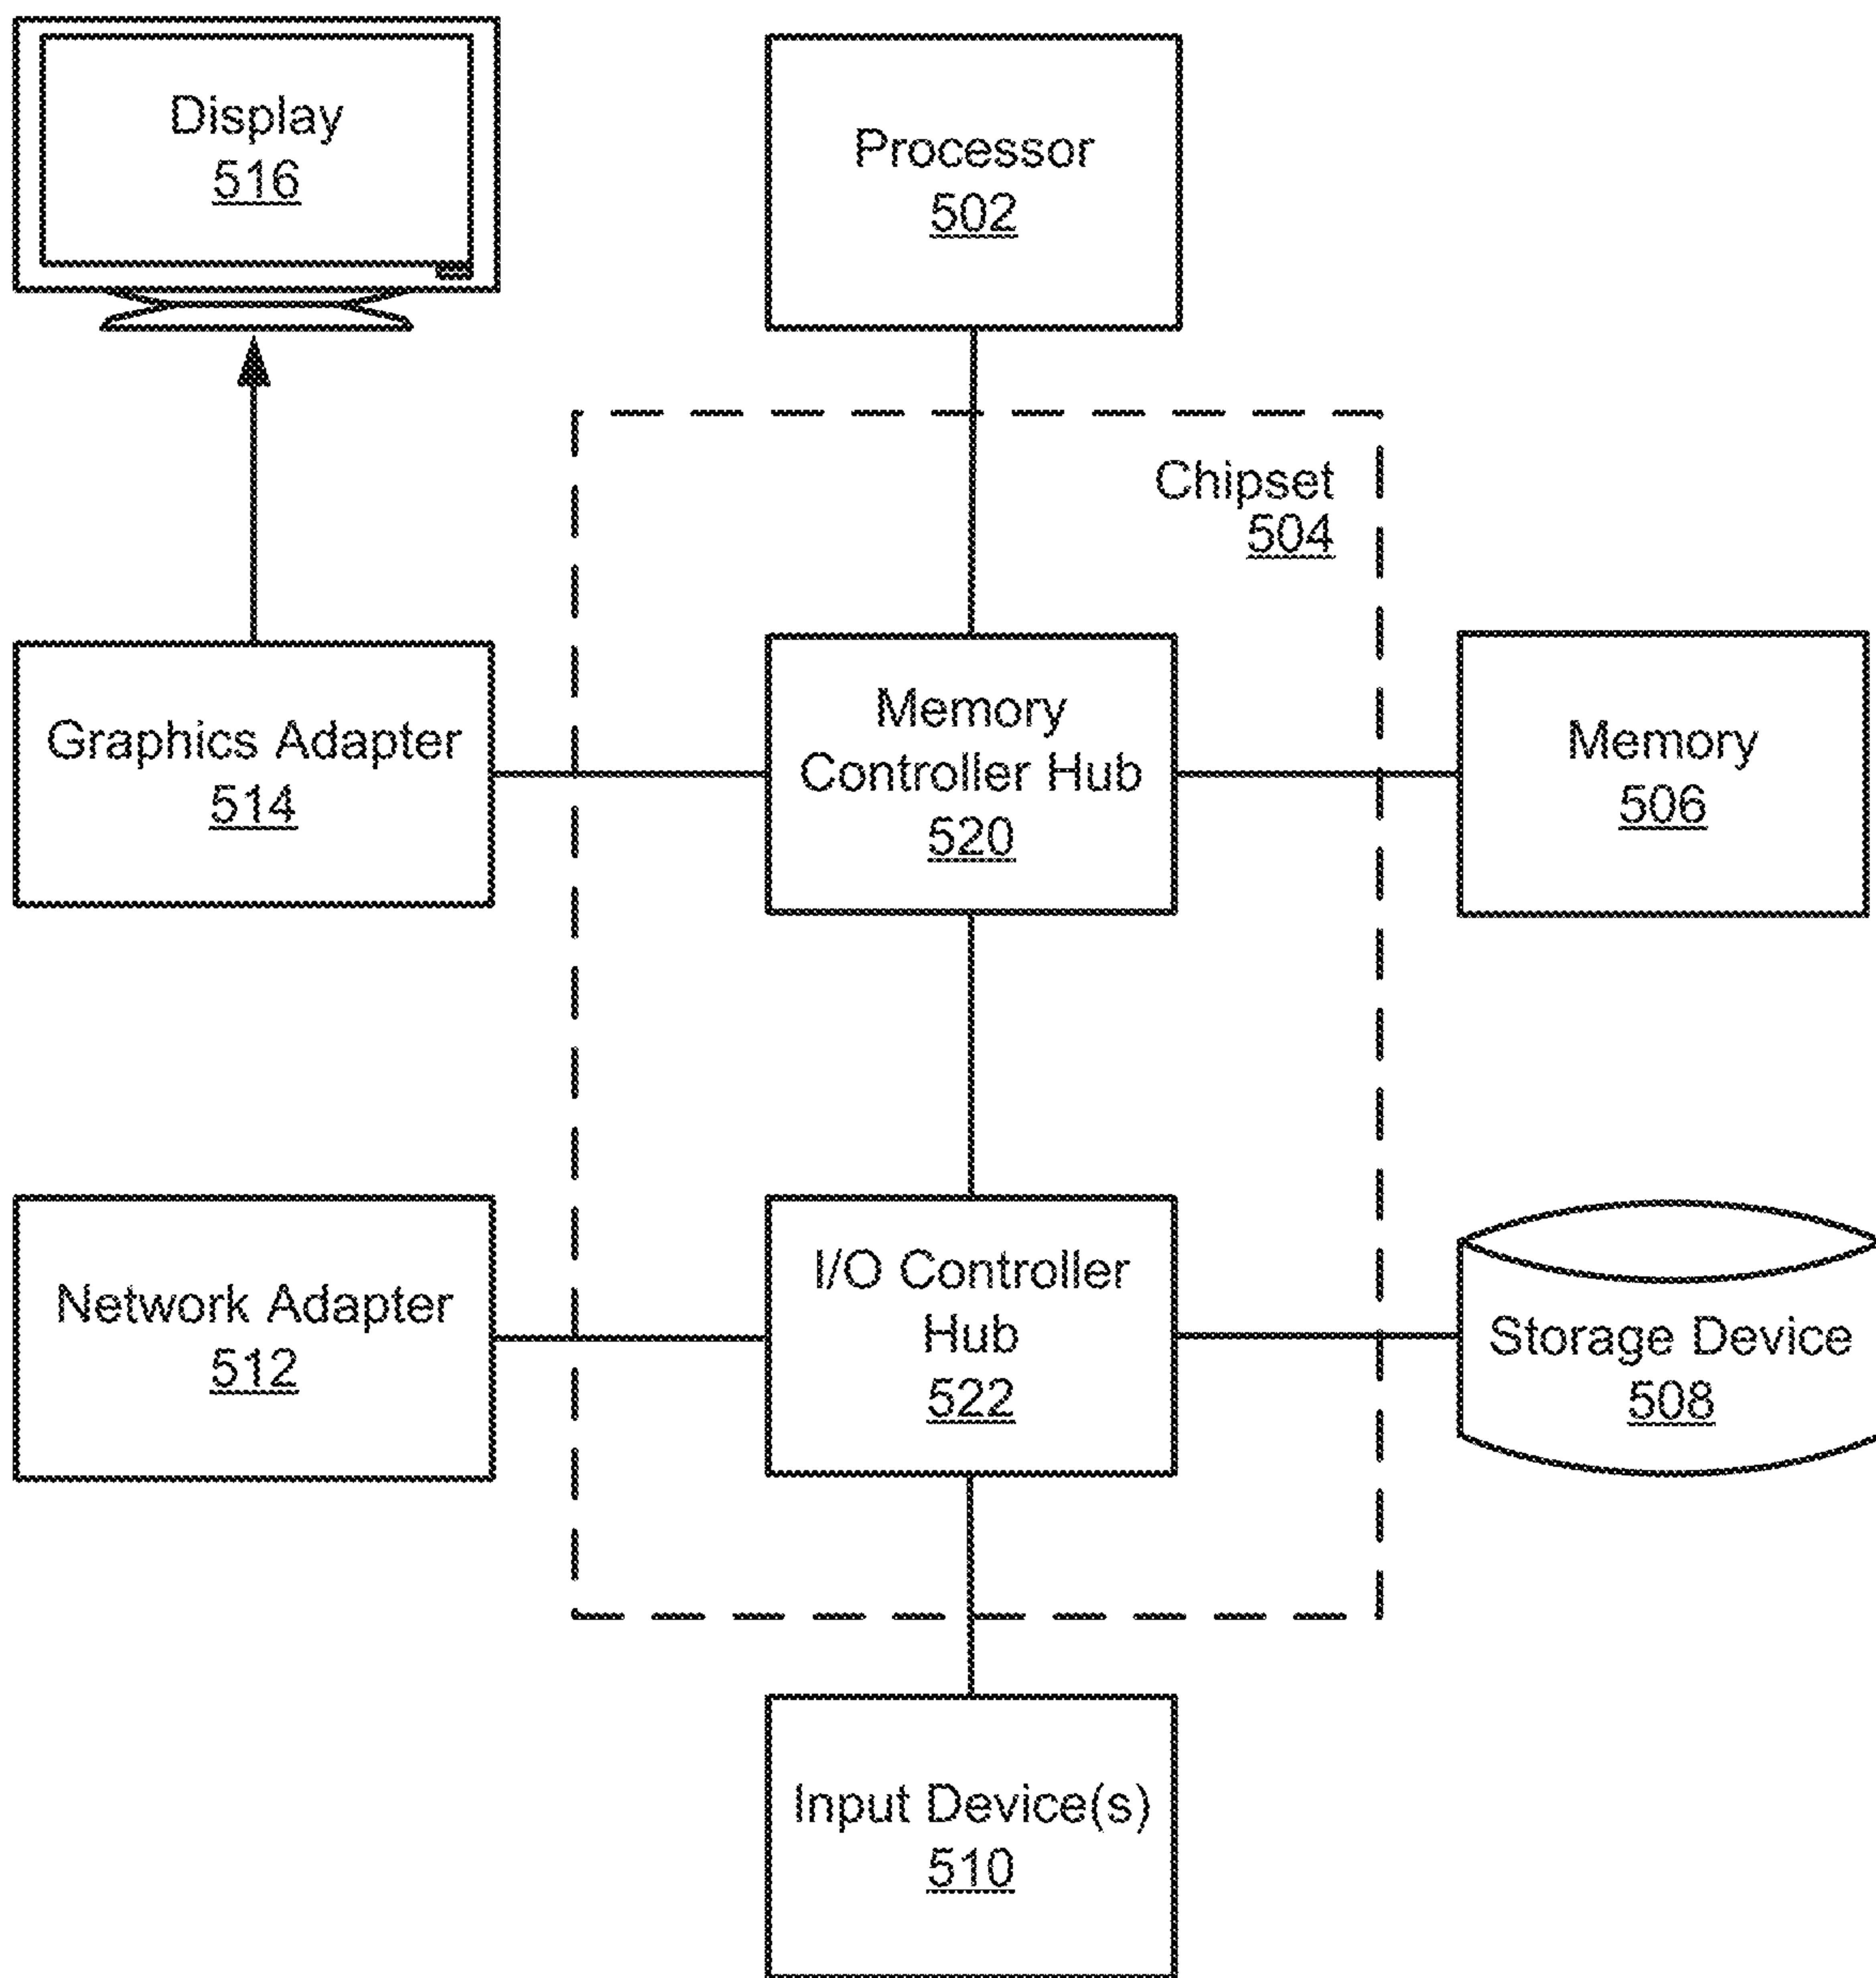 Display
516
Processor
502
Chipset
504
Graphics Adapter
514
Memory
Controller Hub
520
Memory
506
Network Adapter
512
I/O Controller
Hub
522
Storage Device
508
Input Device(s)
510